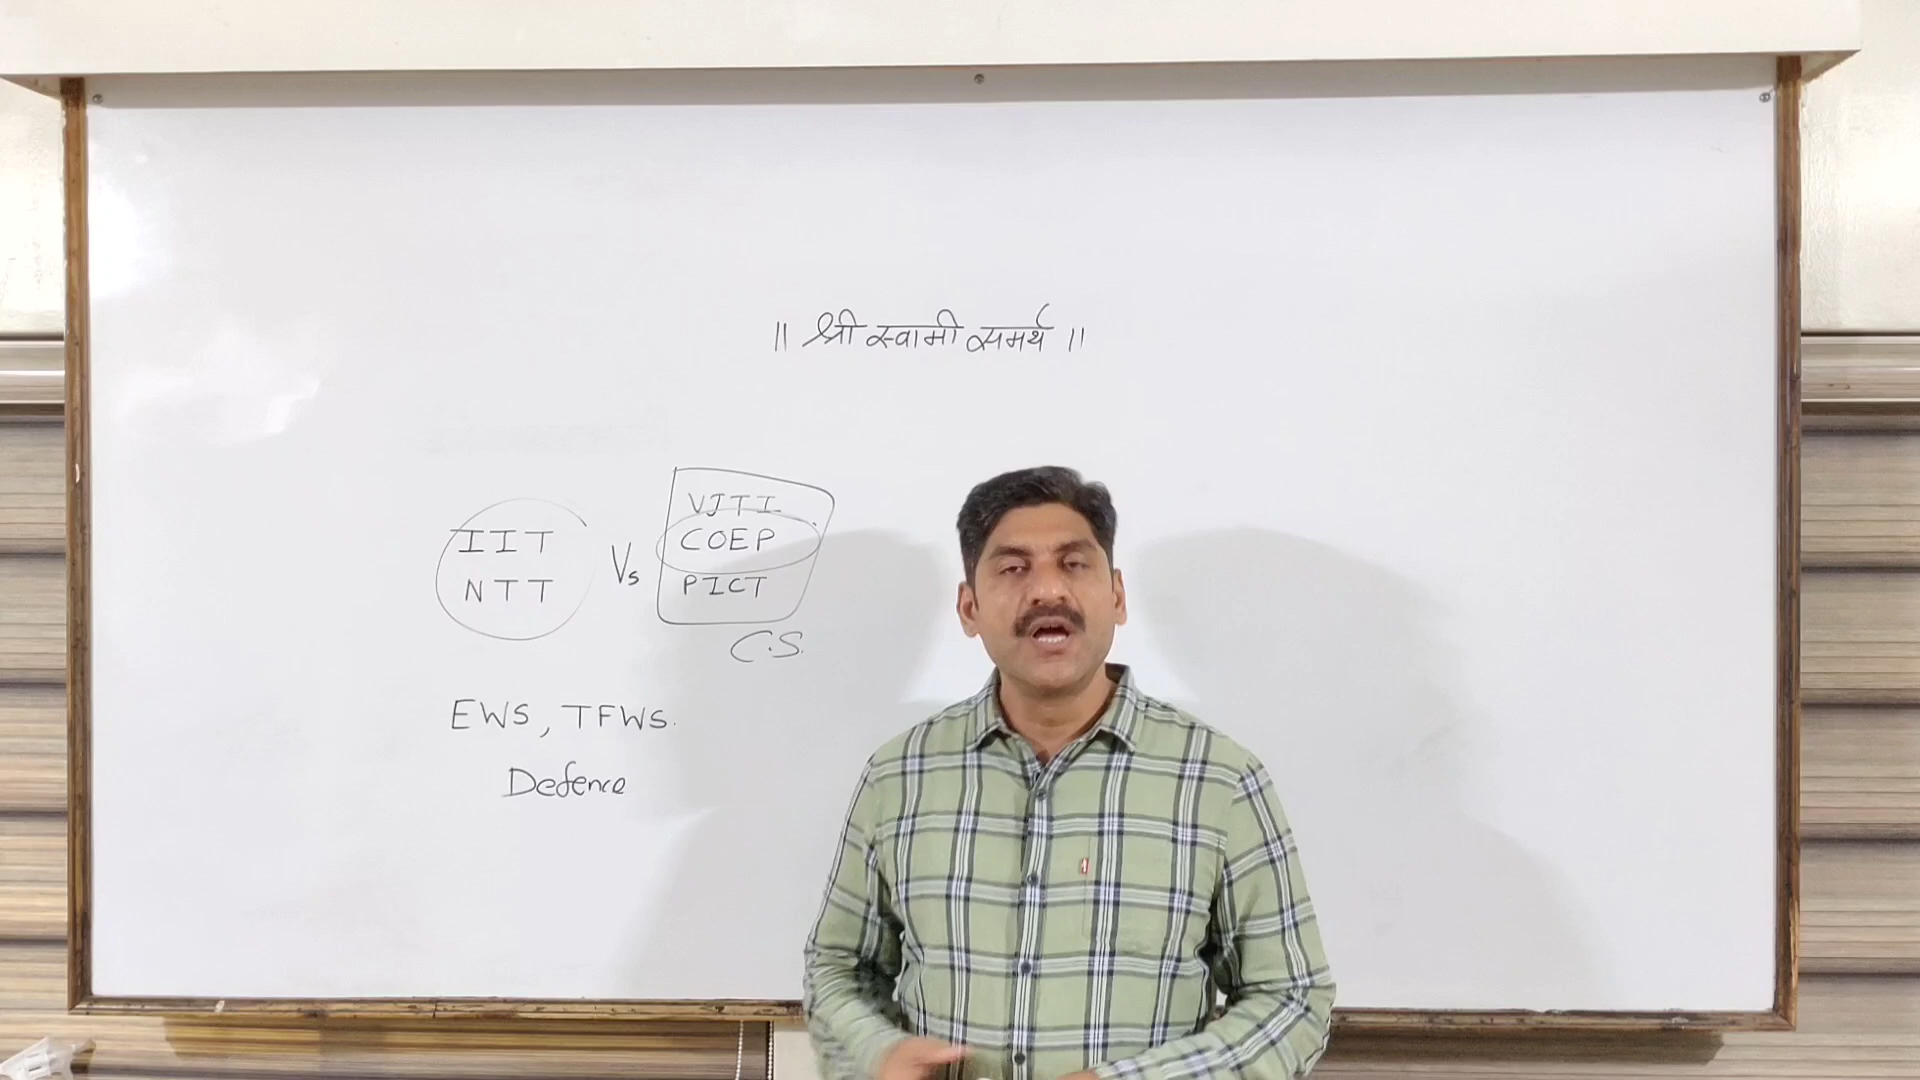 ॥ श्री स्वामी समर्थ ॥
VJTI
IIT Vs COEP
NTT PICT
C.S.
EWS, TFWS.
Defence